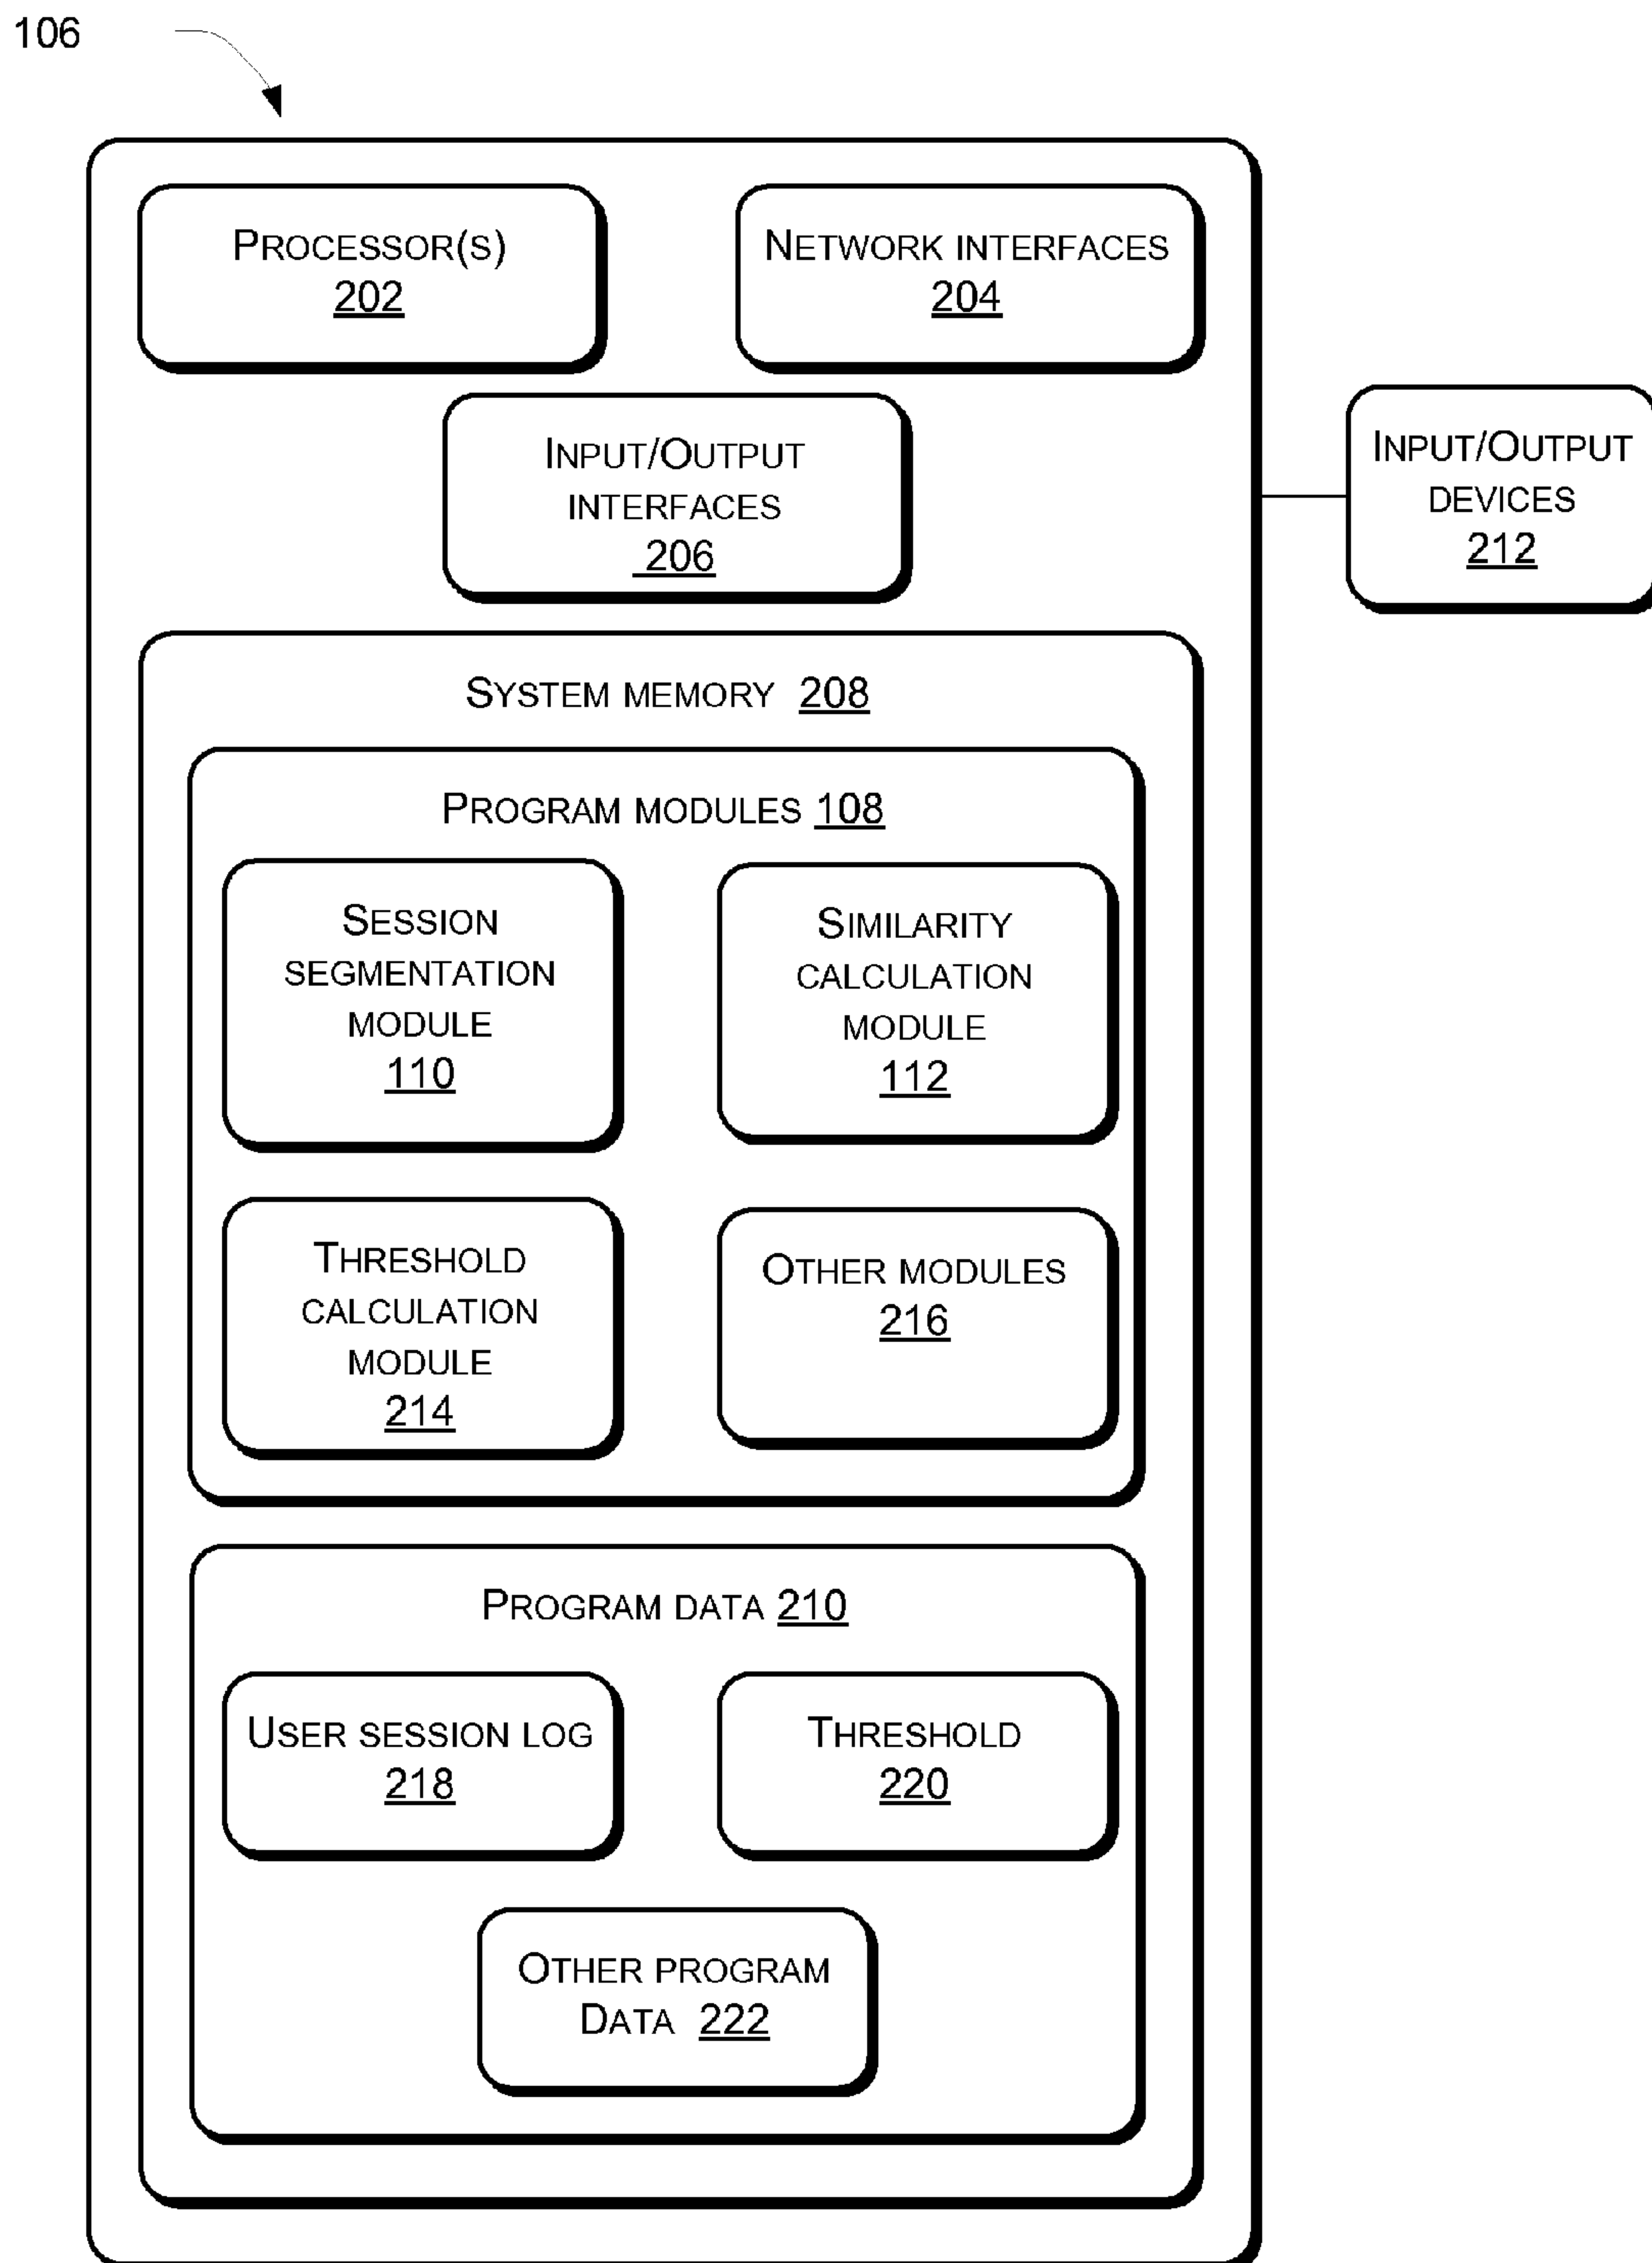 106
PROCESSOR(S)
202
NETWORK INTERFACES
204
INPUT/OUTPUT
INTERFACES
206
INPUT/OUTPUT
DEVICES
212
SYSTEM MEMORY 208
PROGRAM MODULES 108
SESSION
SEGMENTATION
MODULE
110
SIMILARITY
CALCULATION
MODULE
112
THRESHOLD
CALCULATION
MODULE
214
OTHER MODULES
216
PROGRAM DATA 210
USER SESSION LOG
218
THRESHOLD
220
OTHER PROGRAM
DATA 222